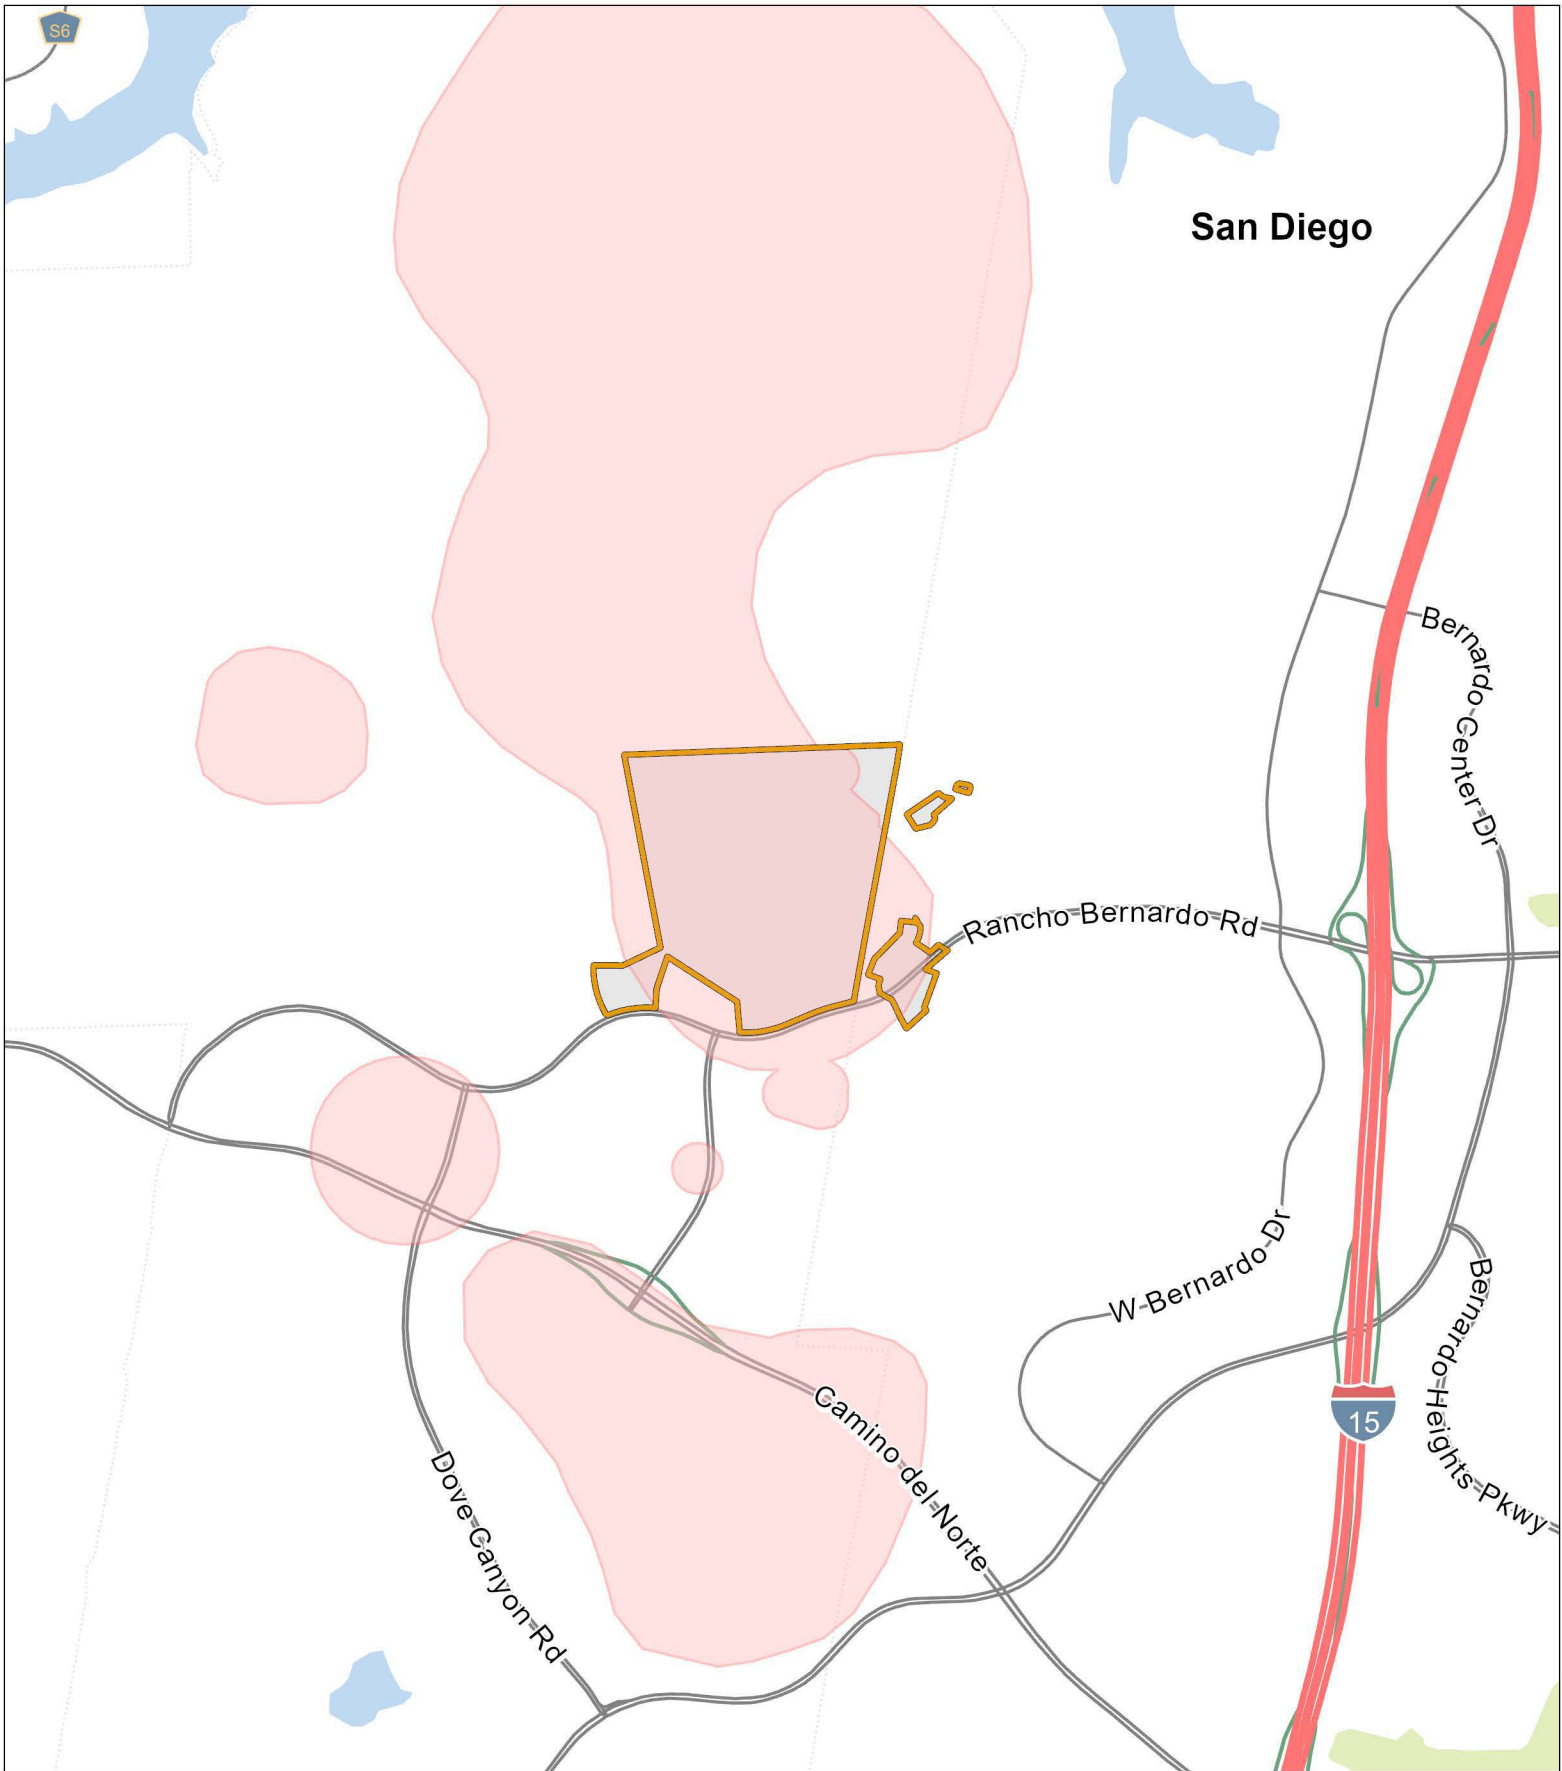 S6
San Diego
Bernardo Center Dr
Rancho Bernardo Rd
W Bernardo Dr
Bernardo Heights Pkwy
15
Camino del Norte
Dove Canyon Rd